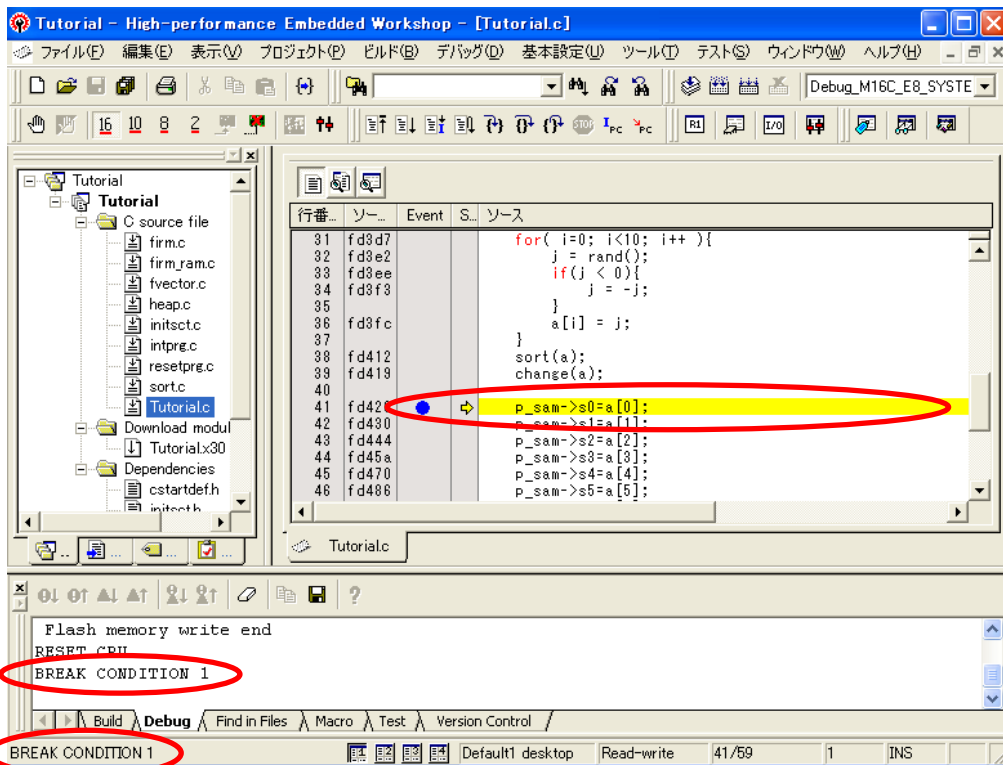 Tutorial - High-performance Embedded Workshop - [Tutorial.c]
ファイル(F) 編集(E) 表示(V) プロジェクト(P) ビルド(B) デバッグ(D) 基本設定(U) ツール(T) テスト(S) ウィンドウ(W) ヘルプ(H)
Debug_M16C_E8_SYSTE
16 10 8 2 STOP IPC PC R1 I/O
Tutorial
Tutorial
C source file
firm.c
firm_ram.c
fvector.c
heap.c
initsct.c
intprg.c
resetprg.c
sort.c
Tutorial.c
Download modul
Tutorial.x30
Dependencies
cstartdef.h
initsct.h
行番... ソー... Event S... ソース
31 fd3d7 for( i=0; i<10; i++ ){
32 fd3e2 j = rand();
33 fd3ee if(j < 0){
34 fd3f3 j = -j;
35 }
36 fd3fc a[i] = j;
37 }
38 fd412 sort(a);
39 fd419 change(a);
40
41 p_sam->s0=a[0];
42 fd430 p_sam->s1=a[1];
43 fd444 p_sam->s2=a[2];
44 fd45a p_sam->s3=a[3];
45 fd470 p_sam->s4=a[4];
46 fd486 p_sam->s5=a[5];
Tutorial.c
Flash memory write end
RESET CPU
BREAK CONDITION 1
Build Debug Find in Files Macro Test Version Control
BREAK CONDITION 1 Default1 desktop Read-write 41/59 1 INS